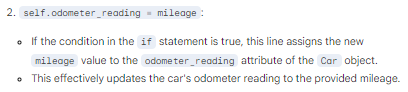 2. self.odometer_reading = mileage:
If the condition in the if statement is true, this line assigns the new
mileage value to the odometer_reading attribute of the Car object.
This effectively updates the car's odometer reading to the provided mileage.